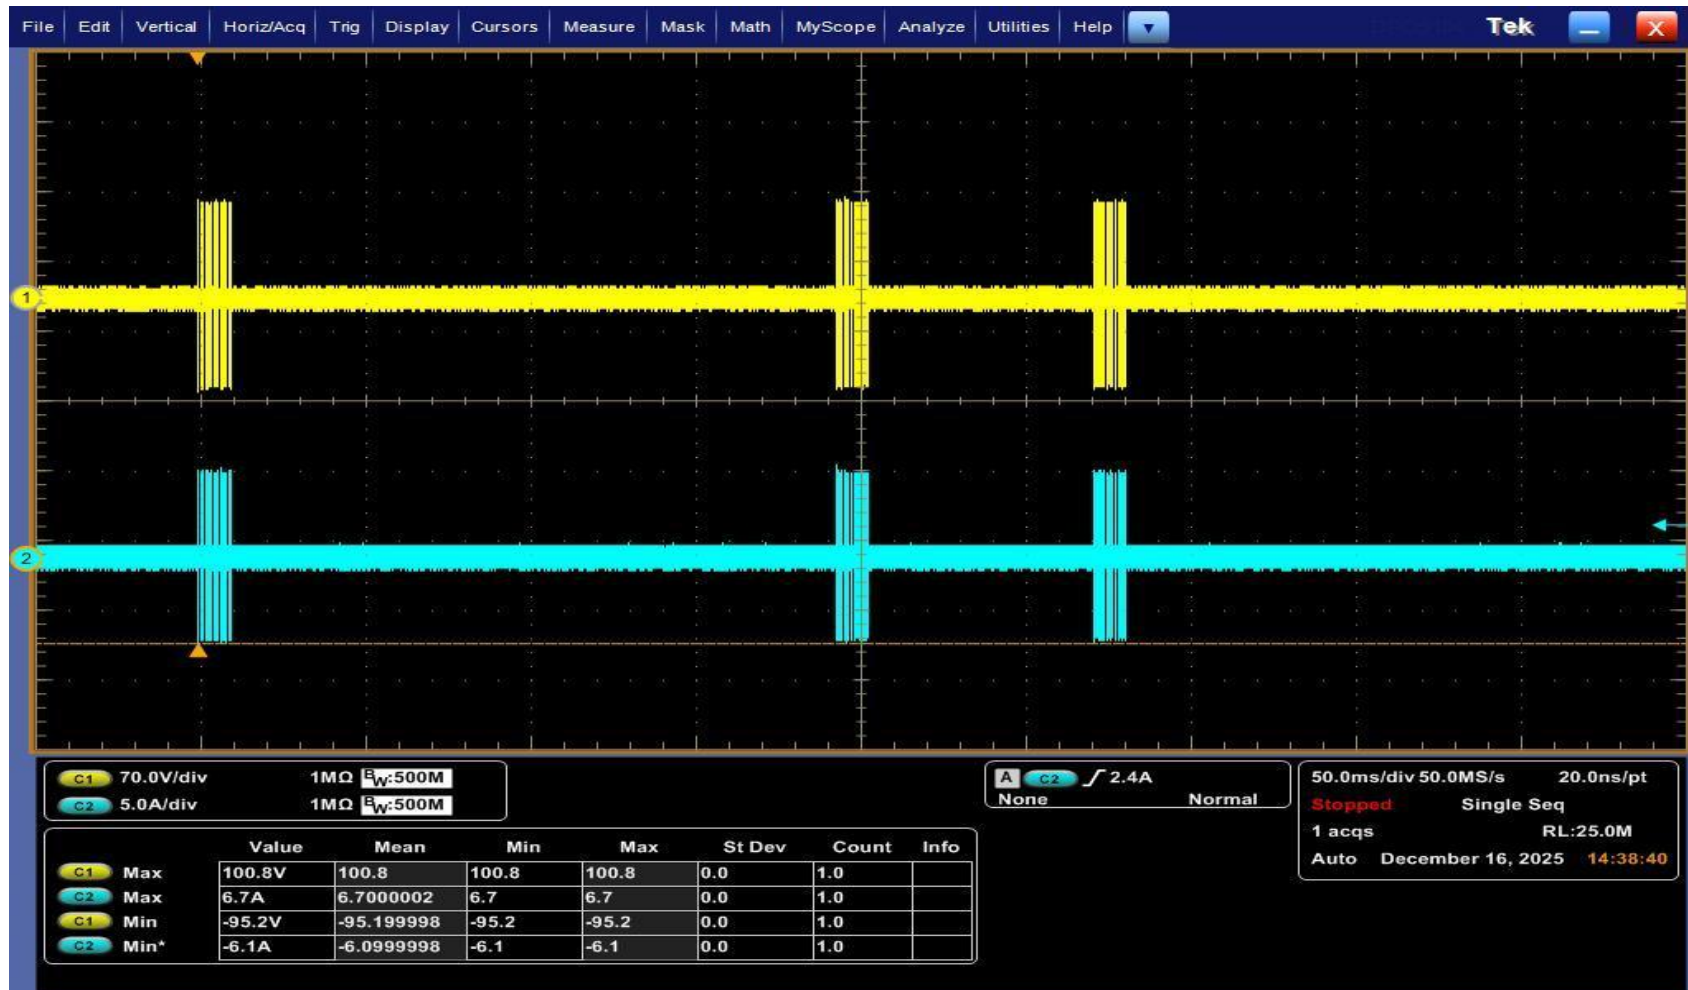 File Edit Vertical Horiz/Acq Trig Display Cursors Measure Mask Math MyScope Analyze Utilities Help Tek X
1
2
C1 70.0V/div 1MΩ BW:500M
C2 5.0A/div 1MΩ BW:500M
A C2 2.4A
None Normal
50.0ms/div 50.0MS/s 20.0ns/pt
Stopped Single Seq
1 acqs RL:25.0M
Auto December 16, 2025 14:38:40
Value Mean Min Max St Dev Count Info
C1 Max 100.8V 100.8 100.8 100.8 0.0 1.0
C2 Max 6.7A 6.7000002 6.7 6.7 0.0 1.0
C1 Min -95.2V -95.199998 -95.2 -95.2 0.0 1.0
C2 Min* -6.1A -6.0999998 -6.1 -6.1 0.0 1.0